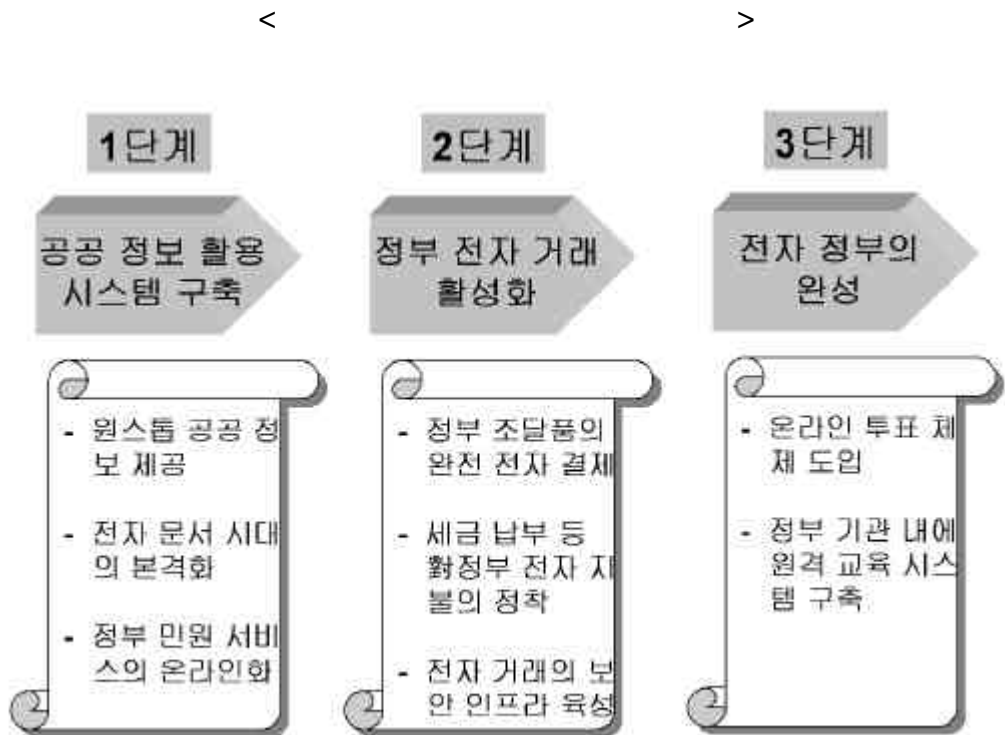 < >
1단계
공공 정보 활용
시스템 구축
- 원스톱 공공 정
보 제공
- 전자 문서 시대
의 본격화
- 정부 민원 서비
스의 온라인화
2단계
정부 전자 거래
활성화
- 정부 조달품의
완전 전자 결제
- 세금 납부 등
對정부 전자 지
불의 정착
- 전자 거래의 보
안 인프라 육성
3단계
전자 정부의
완성
- 온라인 투표 체
제 도입
- 정부 기관 내에
원격 교육 시스
템 구축